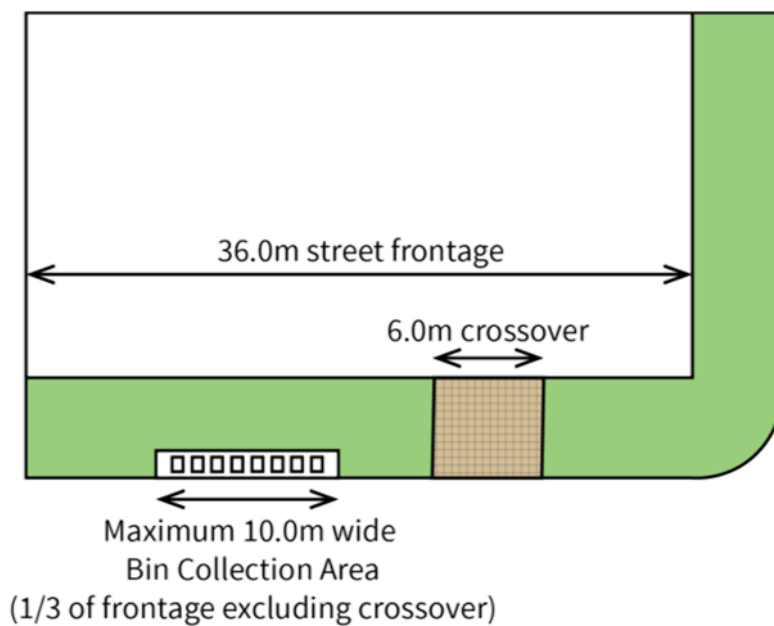 36.0m street frontage
6.0m crossover
Maximum 10.0m wide
Bin Collection Area
(1/3 of frontage excluding crossover)